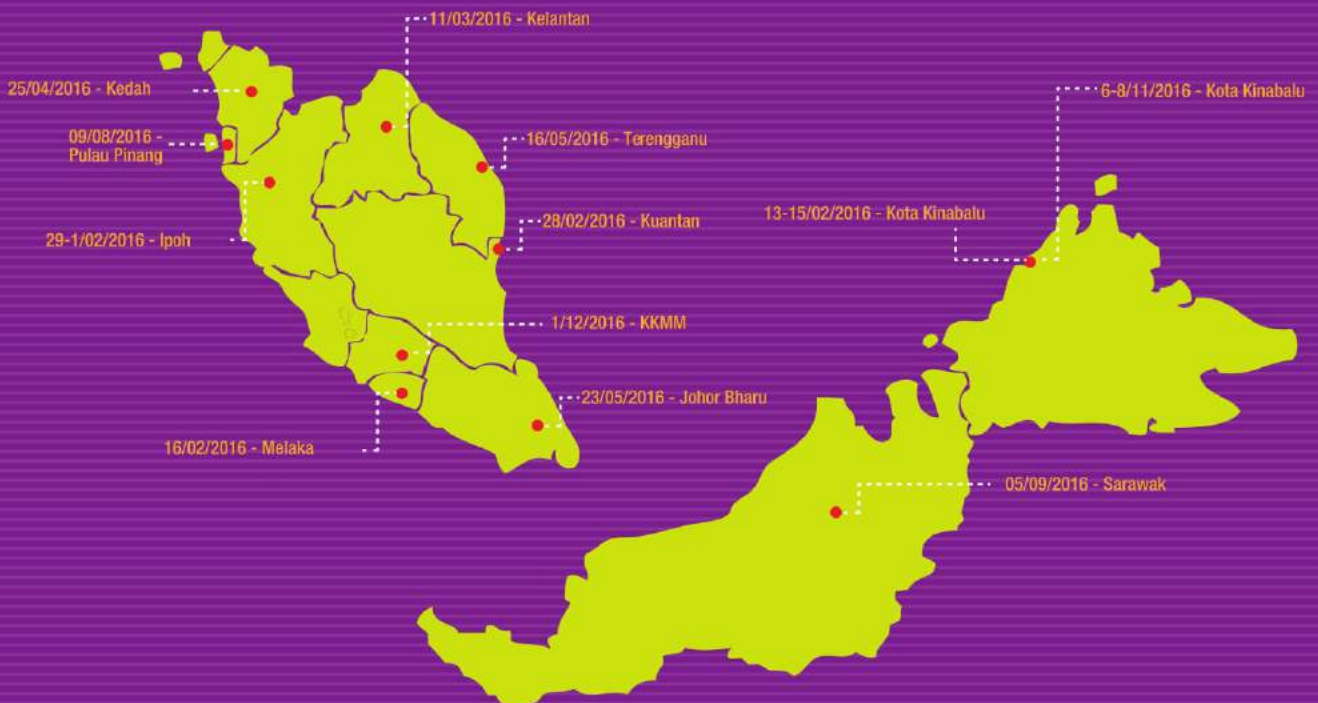 11/03/2016 - Kelantan
25/04/2016 - Kedah
6-8/11/2016 - Kota Kinabalu
09/08/2016 -
Pulau Pinang
16/05/2016 - Terengganu
13-15/02/2016 - Kota Kinabalu
28/02/2016 - Kuantan
29-1/02/2016 - Ipoh
1/12/2016 - KKMM
23/05/2016 - Johor Bharu
16/02/2016 - Melaka
05/09/2016 - Sarawak